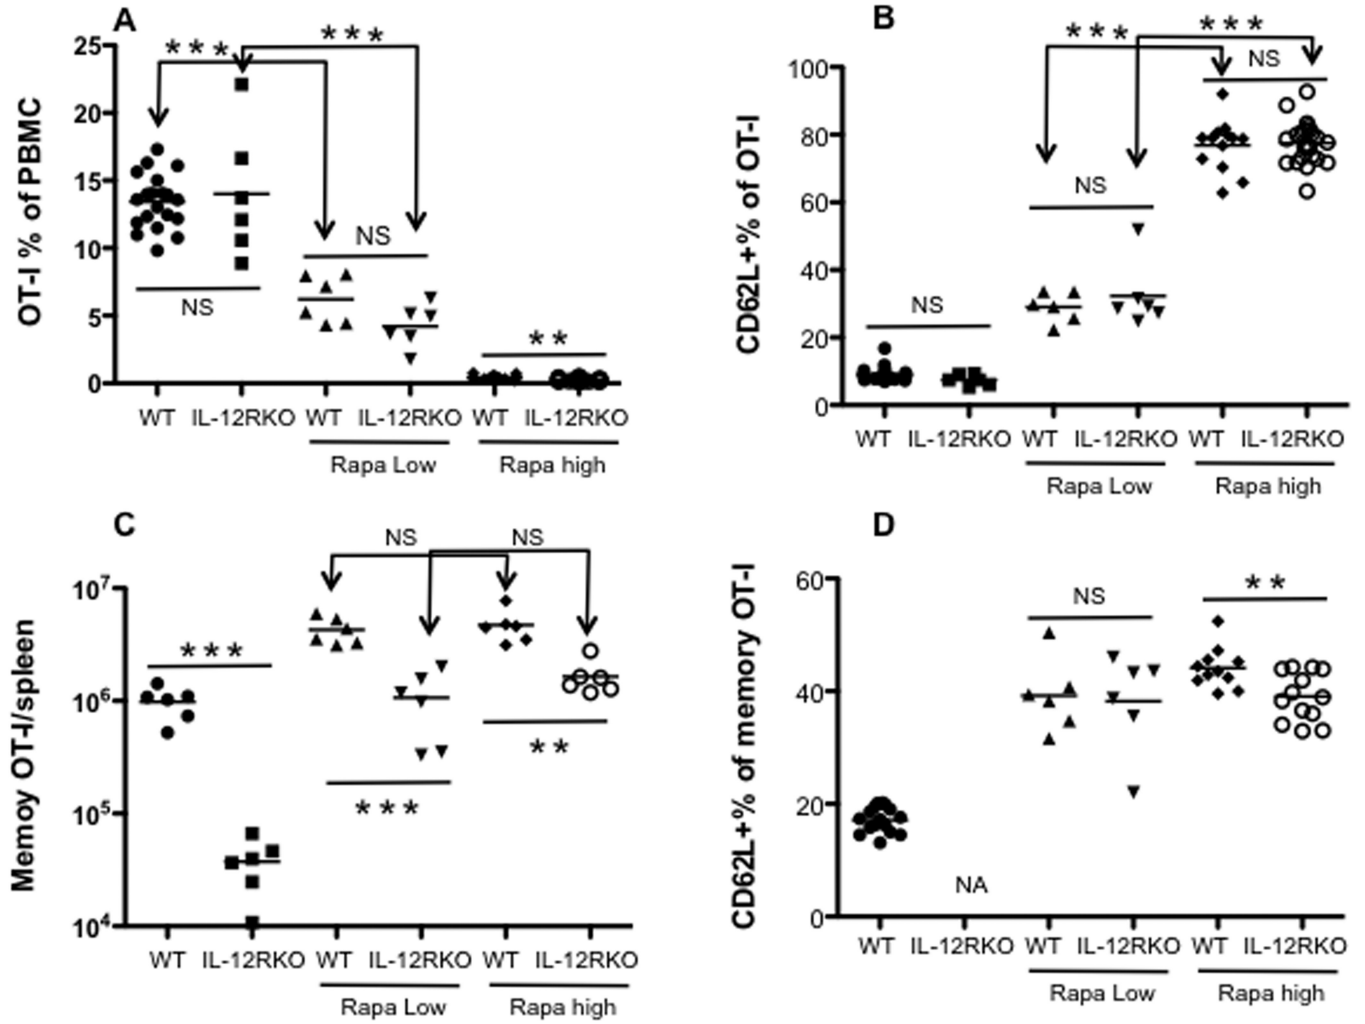 A
OT-I % of PBMC
25
20
15
10
5
0
*** ***
NS
NS
**
WT IL-12RKO WT IL-12RKO WT IL-12RKO
Rapa Low Rapa high
B
CD62L+% of OT-I
100
80
60
40
20
0
*** ***
NS
NS
NS
WT IL-12RKO WT IL-12RKO WT IL-12RKO
Rapa Low Rapa high
C
Memoy OT-I/spleen
10⁷
10⁶
10⁵
10⁴
NS NS
***
**
***
WT IL-12RKO WT IL-12RKO WT IL-12RKO
Rapa Low Rapa high
D
CD62L+% of memory OT-I
60
40
20
0
NS **
NA
WT IL-12RKO WT IL-12RKO WT IL-12RKO
Rapa Low Rapa high